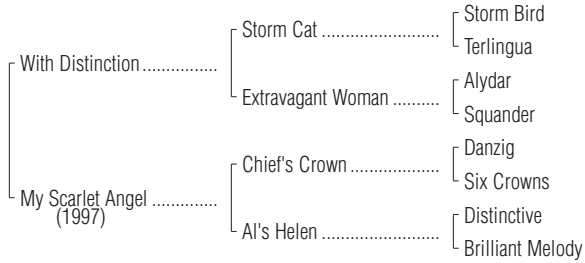 Storm Bird
Storm Cat ........................
Terlingua
With Distinction ...............
Alydar
Extravagant Woman ..........
Squander
Danzig
Chief's Crown ..................
Six Crowns
My Scarlet Angel .............
(1997)
Distinctive
Al's Helen ........................
Brilliant Melody